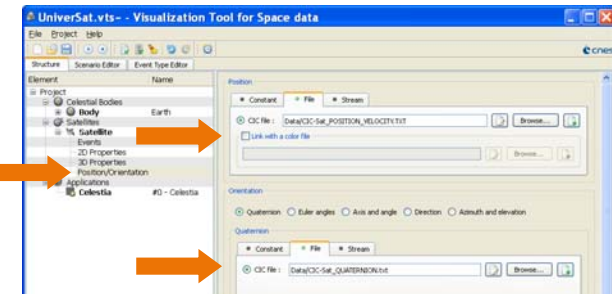 UniverSat.vts- - Visualization Tool for Space data
File Project Help
cnes
Structure Scenario Editor Event Type Editor
Element Name
Project
Celestial Bodies
Body Earth
Satellites
Satellite
Events
2D Properties
3D Properties
Position/Orientation
Applications
Celestia #0 - Celestia
Position
Constant File Stream
CIC file : Data/CIC-Sat_POSITION_VELOCITY.TXT Browse...
Link with a color file
Browse...
Orientation
Quaternion Euler angles Axis and angle Direction Azimuth and elevation
Quaternion
Constant File Stream
CIC file : Data/CIC-Sat_QUATERNION.txt Browse...